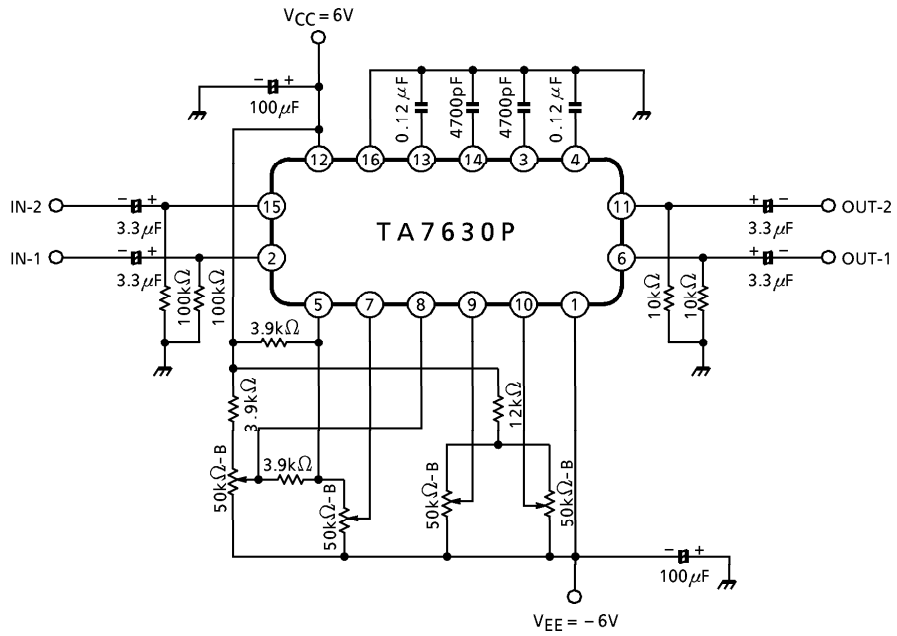 VCC = 6V
− +
100μF
0.12μF
4700pF
4700pF
0.12μF
12 16 13 14 3 4
IN-2
− +
3.3μF
15
TA7630P
11
+ −
3.3μF
OUT-2
IN-1
− +
3.3μF
2
6
+ −
3.3μF
OUT-1
100kΩ
100kΩ
10kΩ
10kΩ
5 7 8 9 10 1
3.9kΩ
3.9kΩ
12kΩ
3.9kΩ
50kΩ-B
50kΩ-B
50kΩ-B
50kΩ-B
− +
100μF
VEE = −6V